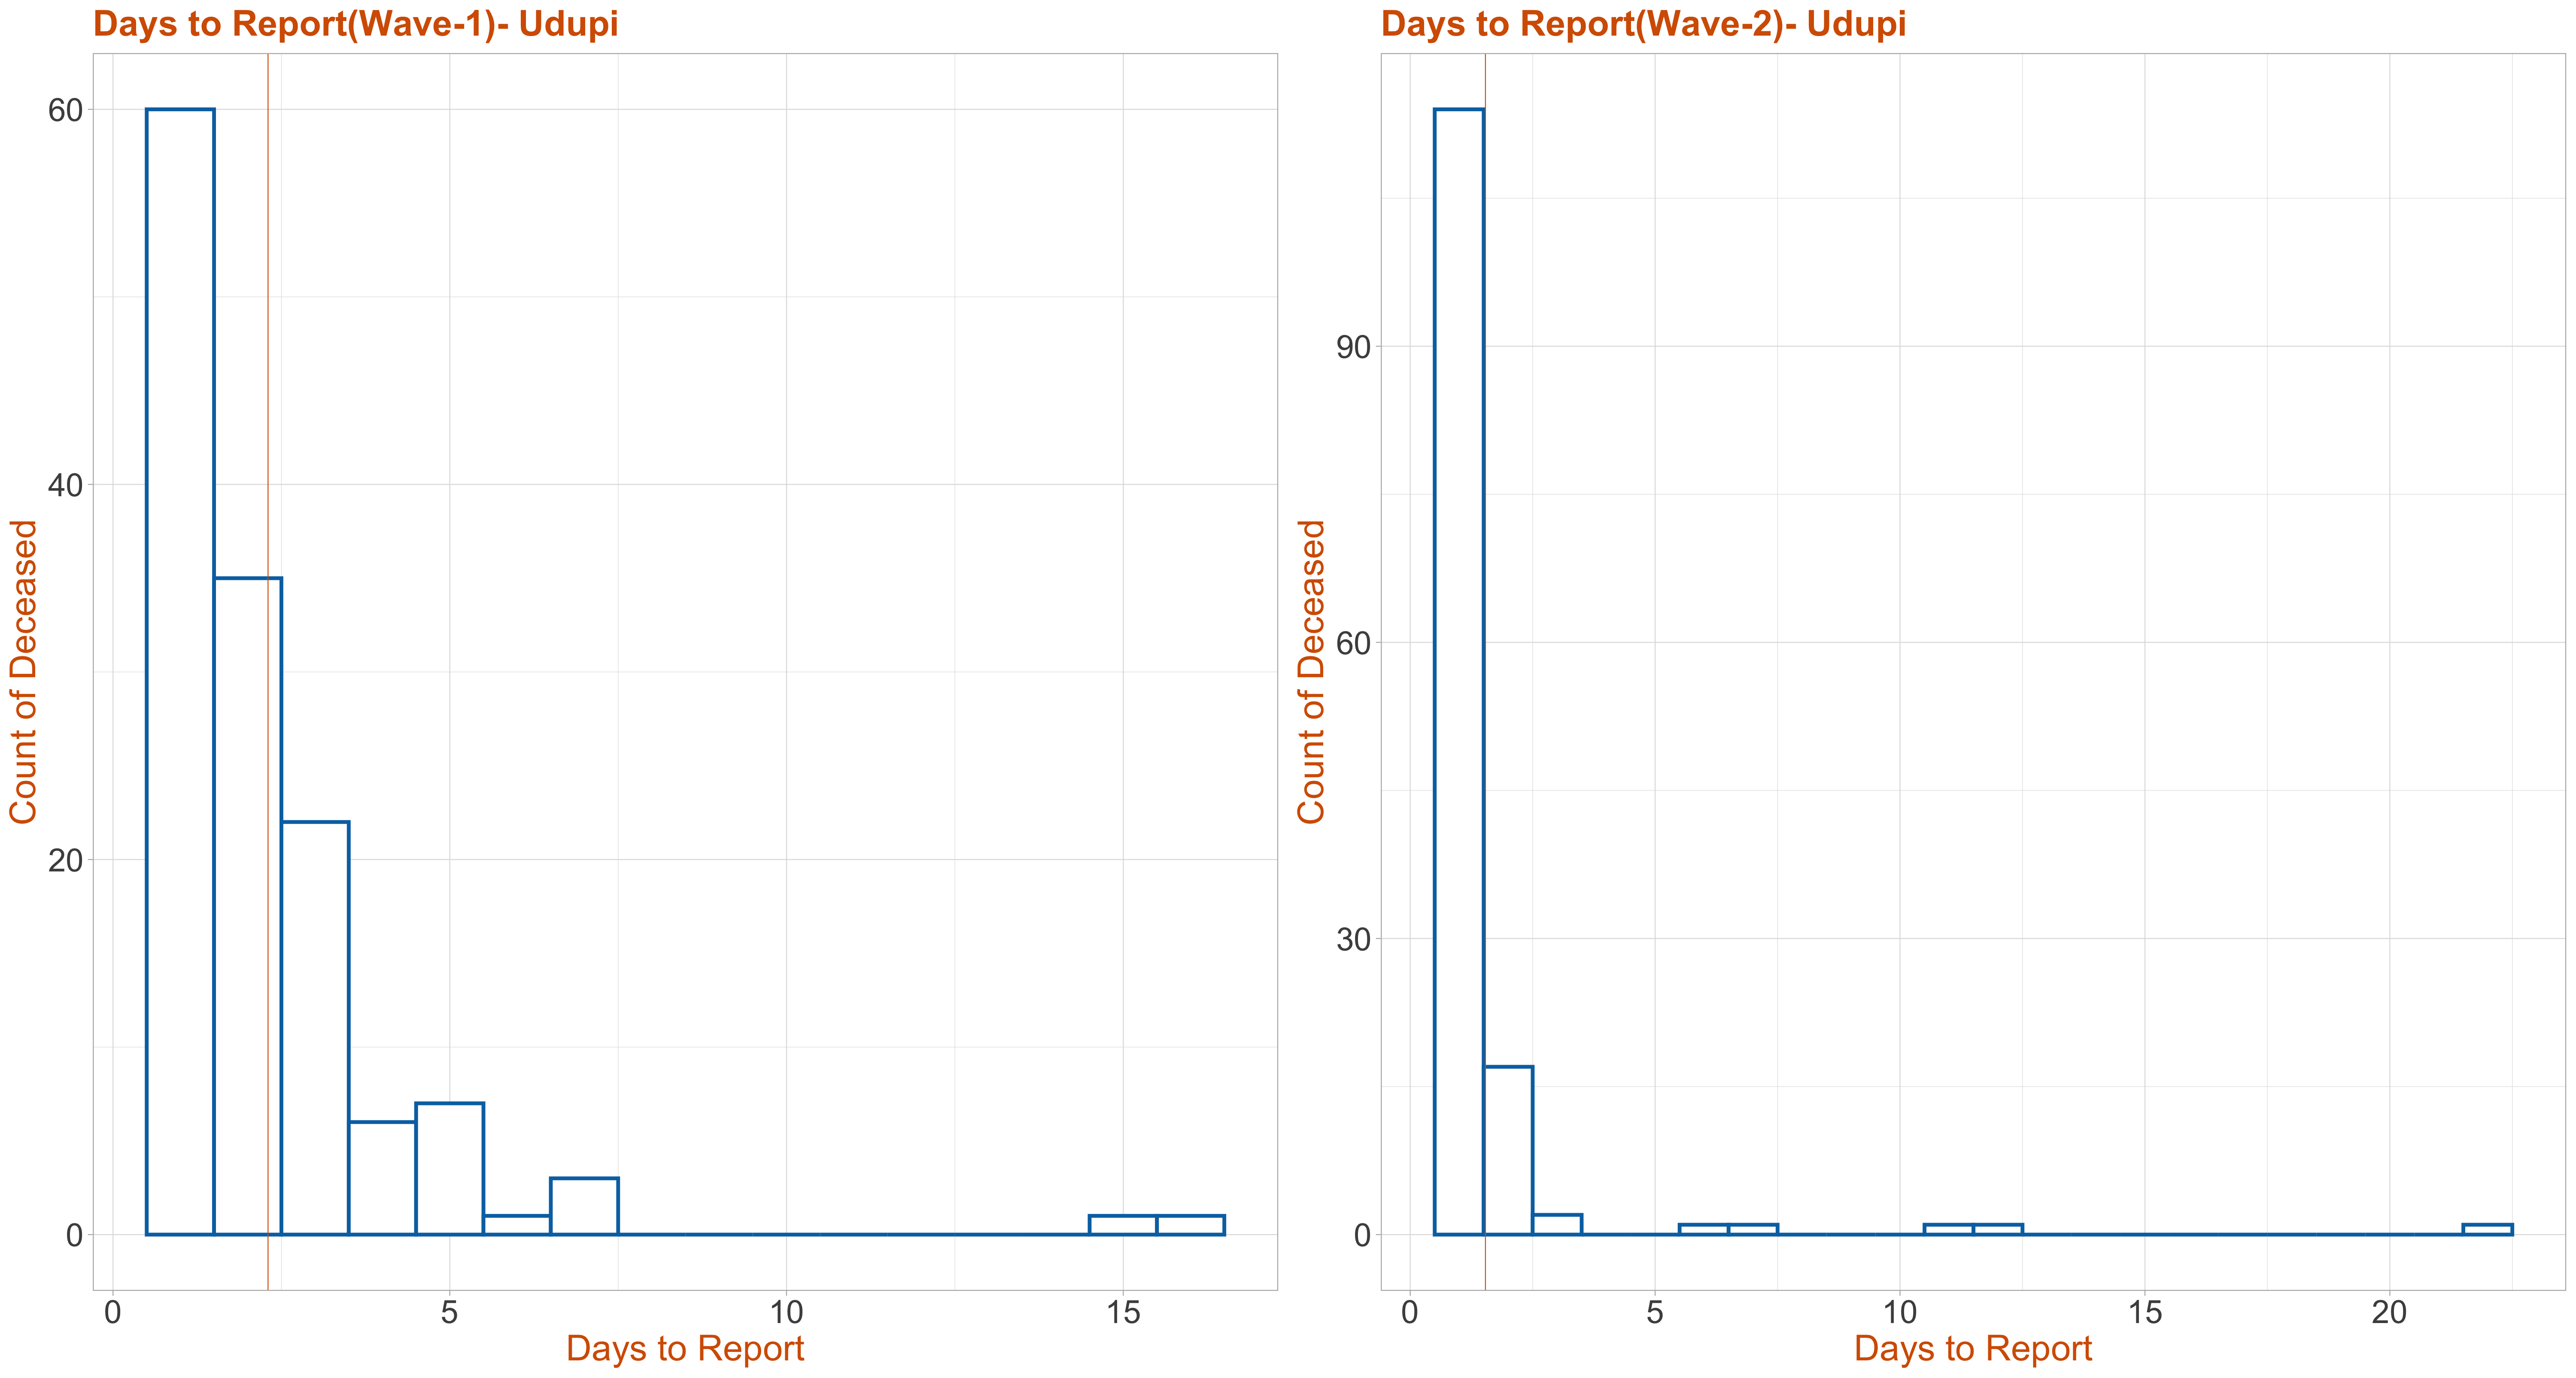 Days to Report(Wave-1)- Udupi
Count of Deceased
60
40
20
0
0 5 10 15
Days to Report
Days to Report(Wave-2)- Udupi
Count of Deceased
90
60
30
0
0 5 10 15 20
Days to Report